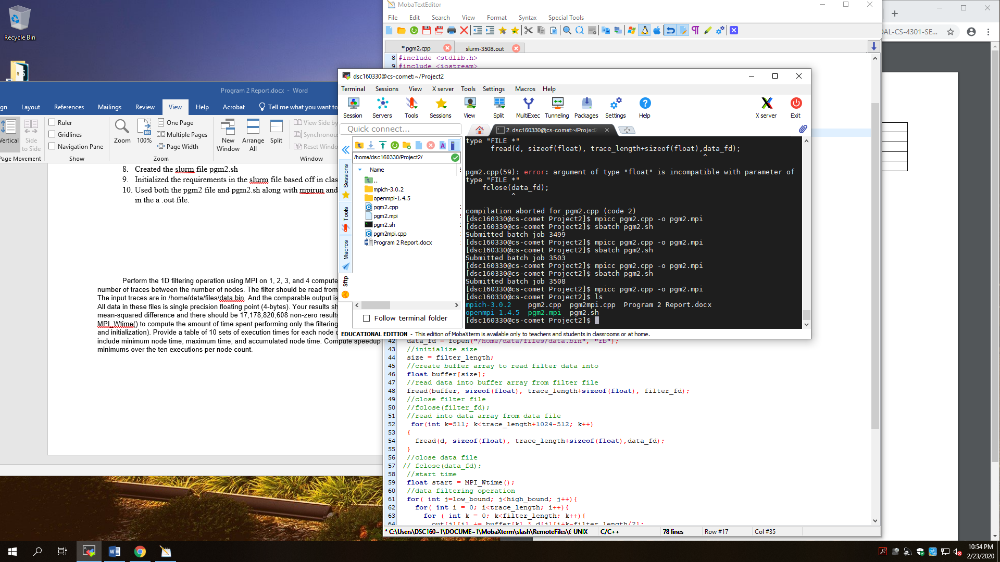 Recycle Bin
Program 2 Report.docx - Word
gn Layout References Mailings Review View Help Acrobat Tell me what you want to
Vertical
Side to Side
Page Movement
Ruler
Gridlines
Navigation Pane
Show
Zoom
100%
One Page
Multiple Pages
Page Width
Zoom
New Window
Arrange All
Split
View Side by
Synchronou
Reset Windo
Window
8. Created the slurm file pgm2.sh
9. Initialized the requirements in the slurm file based off in clas
10. Used both the pgm2 file and pgm2.sh along with mpirun and
in the a .out file.
Perform the 1D filtering operation using MPI on 1, 2, 3, and 4 compute
number of traces between the number of nodes. The filter should be read from
The input traces are in /home/data/files/data.bin. And the comparable output is
All data in these files is single precision floating point (4-bytes). Your results sh
mean-squared difference and there should be 17,178,820,608 non-zero results
MPI_Wtime() to compute the amount of time spent performing only the filtering
and initialization). Provide a table of 10 sets of execution times for each node c
include minimum node time, maximum time, and accumulated node time. Compute speedup
minimums over the ten executions per node count.
MobaTextEditor
File Edit Search View Format Syntax Special Tools
* pgm2.cpp
slurm-3508.out
8 #include <stdlib.h>
9 #include <iostream>
dsc160330@cs-comet:~/Project2
Terminal Sessions View X server Tools Settings Macros Help
Session Servers Tools Sessions View Split MultiExec Tunneling Packages Settings Help X server Exit
Quick connect...
2. dsc160330@cs-comet:~/Project2
Sessions
Tools
Macros
Sftp
/home/dsc160330/Project2/
Name
..
mpich-3.0.2
openmpi-1.4.5
pgm2.cpp
pgm2.mpi
pgm2.sh
pgm2mpi.cpp
Program 2 Report.docx
Follow terminal folder
type "FILE *"
fread(d, sizeof(float), trace_length+sizeof(float),data_fd);
^
pgm2.cpp(59): error: argument of type "float" is incompatible with parameter of
type "FILE *"
fclose(data_fd);
^
compilation aborted for pgm2.cpp (code 2)
[dsc160330@cs-comet Project2]$ mpicc pgm2.cpp -o pgm2.mpi
[dsc160330@cs-comet Project2]$ sbatch pgm2.sh
Submitted batch job 3499
[dsc160330@cs-comet Project2]$ mpicc pgm2.cpp -o pgm2.mpi
[dsc160330@cs-comet Project2]$ sbatch pgm2.sh
Submitted batch job 3503
[dsc160330@cs-comet Project2]$ mpicc pgm2.cpp -o pgm2.mpi
[dsc160330@cs-comet Project2]$ sbatch pgm2.sh
Submitted batch job 3508
[dsc160330@cs-comet Project2]$ mpicc pgm2.cpp -o pgm2.mpi
[dsc160330@cs-comet Project2]$ ls
mpich-3.0.2 pgm2.cpp pgm2mpi.cpp Program 2 Report.docx
openmpi-1.4.5 pgm2.mpi pgm2.sh
[dsc160330@cs-comet Project2]$
EDUCATIONAL EDITION - This edition of MobaXterm is available only to teachers and students in classrooms or at home.
42 data_fd = fopen("/home/data/files/data.bin", "rb");
43 //initialize size
44 size = filter_length;
45 //create buffer array to read filter data into
46 float buffer[size];
47 //read data into buffer array from filter file
48 fread(buffer, sizeof(float), trace_length+sizeof(float), filter_fd);
49 //close filter file
50 //fclose(filter_fd);
51 //read into data array from data file
52 for(int k=511; k<trace_length+1024-512; k++)
53 {
54 fread(d, sizeof(float), trace_length+sizeof(float),data_fd);
55 }
56 //close data file
57 // fclose(data_fd);
58 //start time
59 float start = MPI_Wtime();
60 //data filtering operation
61 for( int j=low_bound; j<high_bound; j++){
62 for( int i = 0; i<trace_length; i++){
63 for ( int k = 0; k<filter_length; k++){
64 out[j][i] += buffer[k] * d[j][i+k-filter_length/2];
* C:\Users\DSC160~1\DOCUME~1\MobaXterm\slash\RemoteFiles\6 UNIX C/C++ 78 lines Row #17 Col #35
DAL-CS-4301-SE...
10:54 PM
2/23/2020